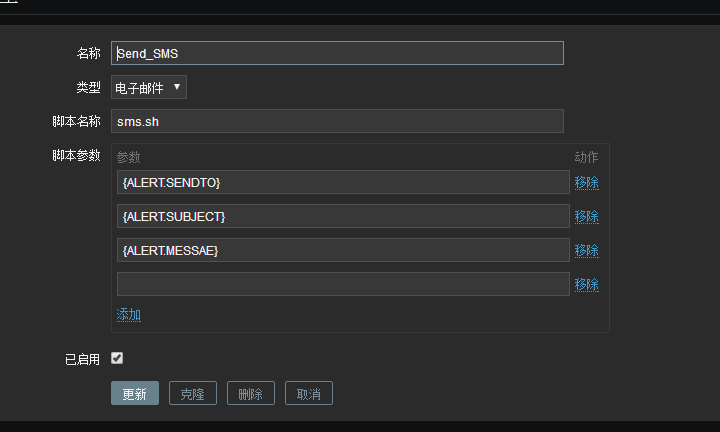 名称 Send_SMS
类型 电子邮件
脚本名称 sms.sh
脚本参数 参数 动作
{ALERT.SENDTO} 移除
{ALERT.SUBJECT} 移除
{ALERT.MESSAE} 移除
移除
添加
已启用
更新 克隆 删除 取消